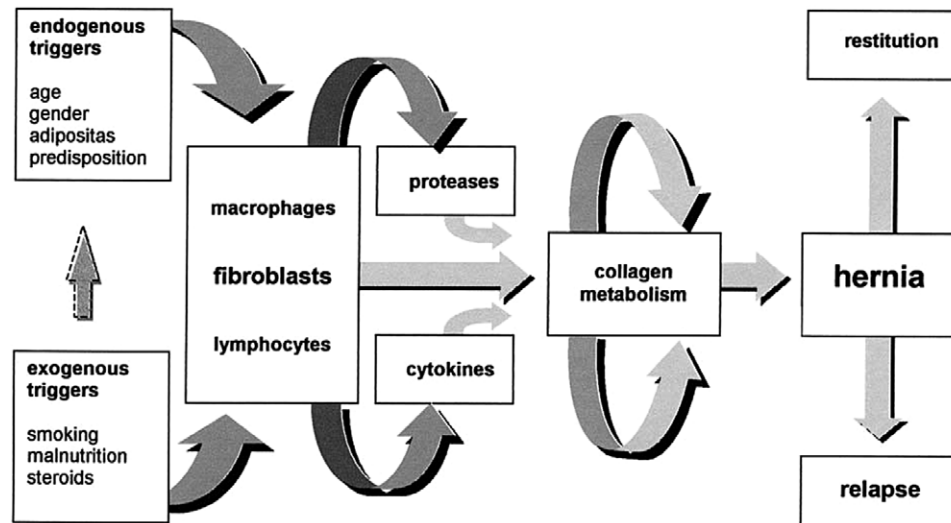 endogenous
triggers
age
gender
adipositas
predisposition
exogenous
triggers
smoking
malnutrition
steroids
macrophages
fibroblasts
lymphocytes
proteases
cytokines
collagen
metabolism
hernia
restitution
relapse